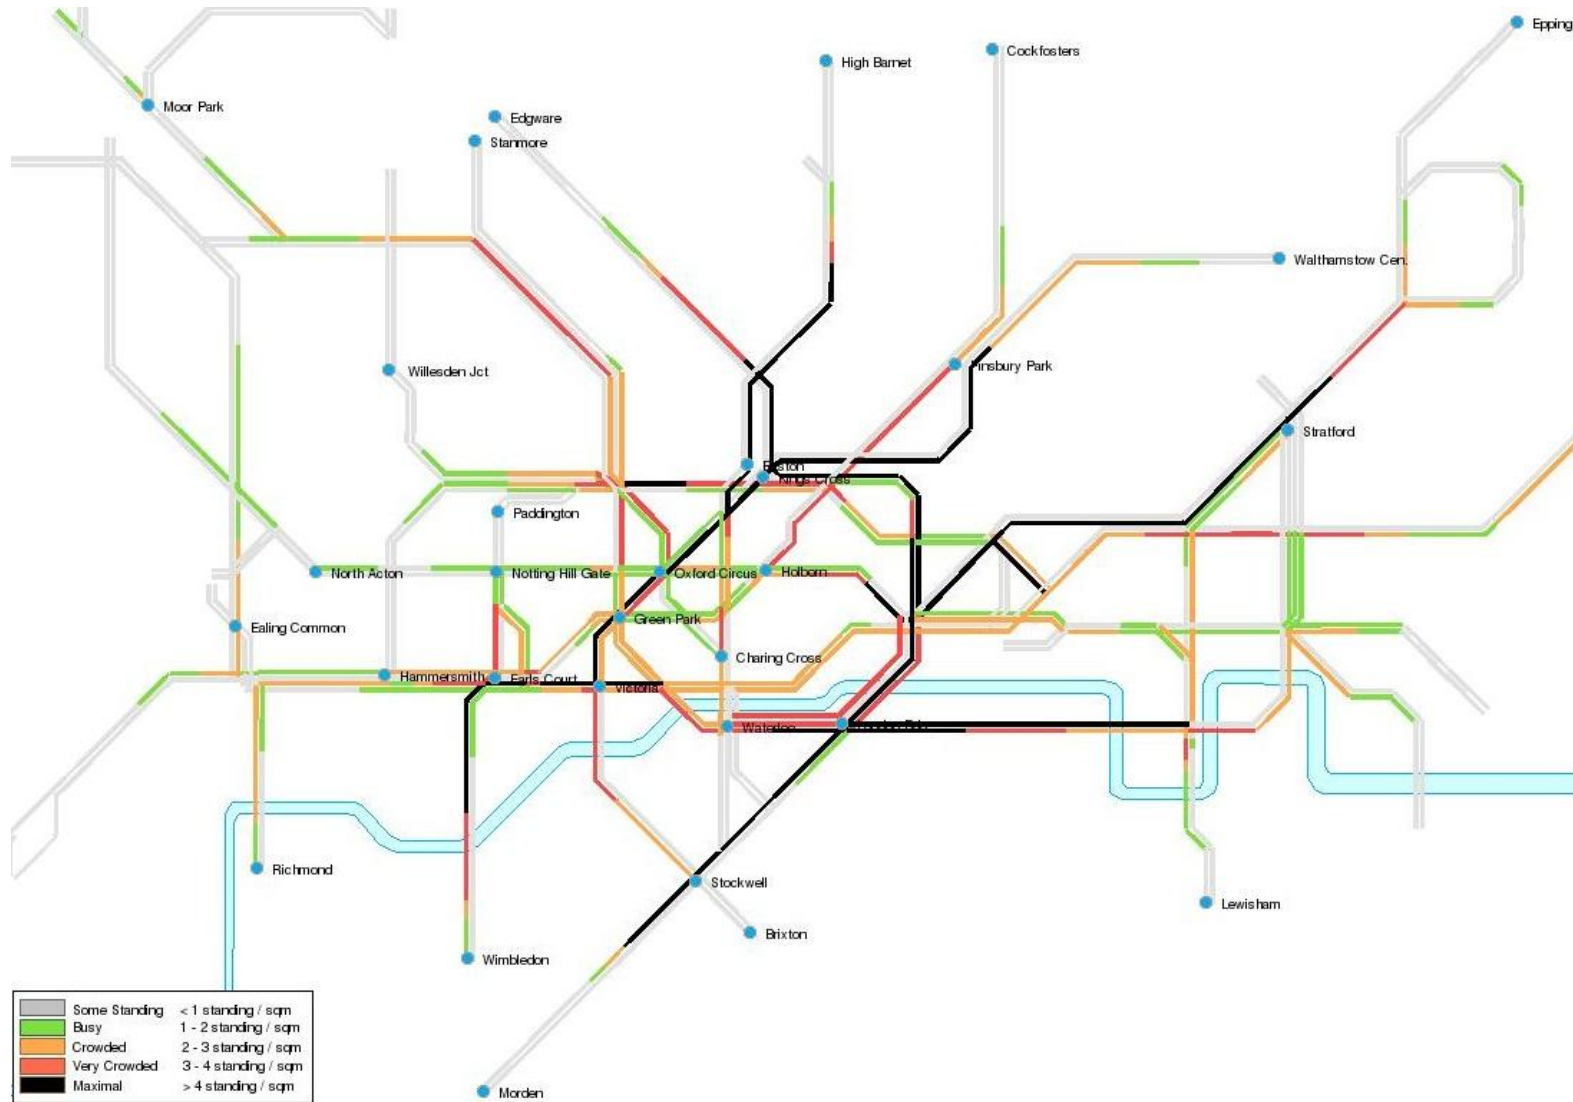 Epping
Cockfosters
High Barnet
Moor Park
Edgware
Stanmore
Walthamstow Cen.
Willesden Jct
insbury Park
Stratford
Kings Cross
Paddington
North Acton
Notting Hill Gate
Oxford Circus
Holborn
Green Park
Ealing Common
Charing Cross
Hammersmith
Earls Court
Victoria
Waterloo
Richmond
Stockwell
Lewisham
Brixton
Wimbledon
Morden
Some Standing < 1 standing / sqm
Busy 1 - 2 standing / sqm
Crowded 2 - 3 standing / sqm
Very Crowded 3 - 4 standing / sqm
Maximal > 4 standing / sqm